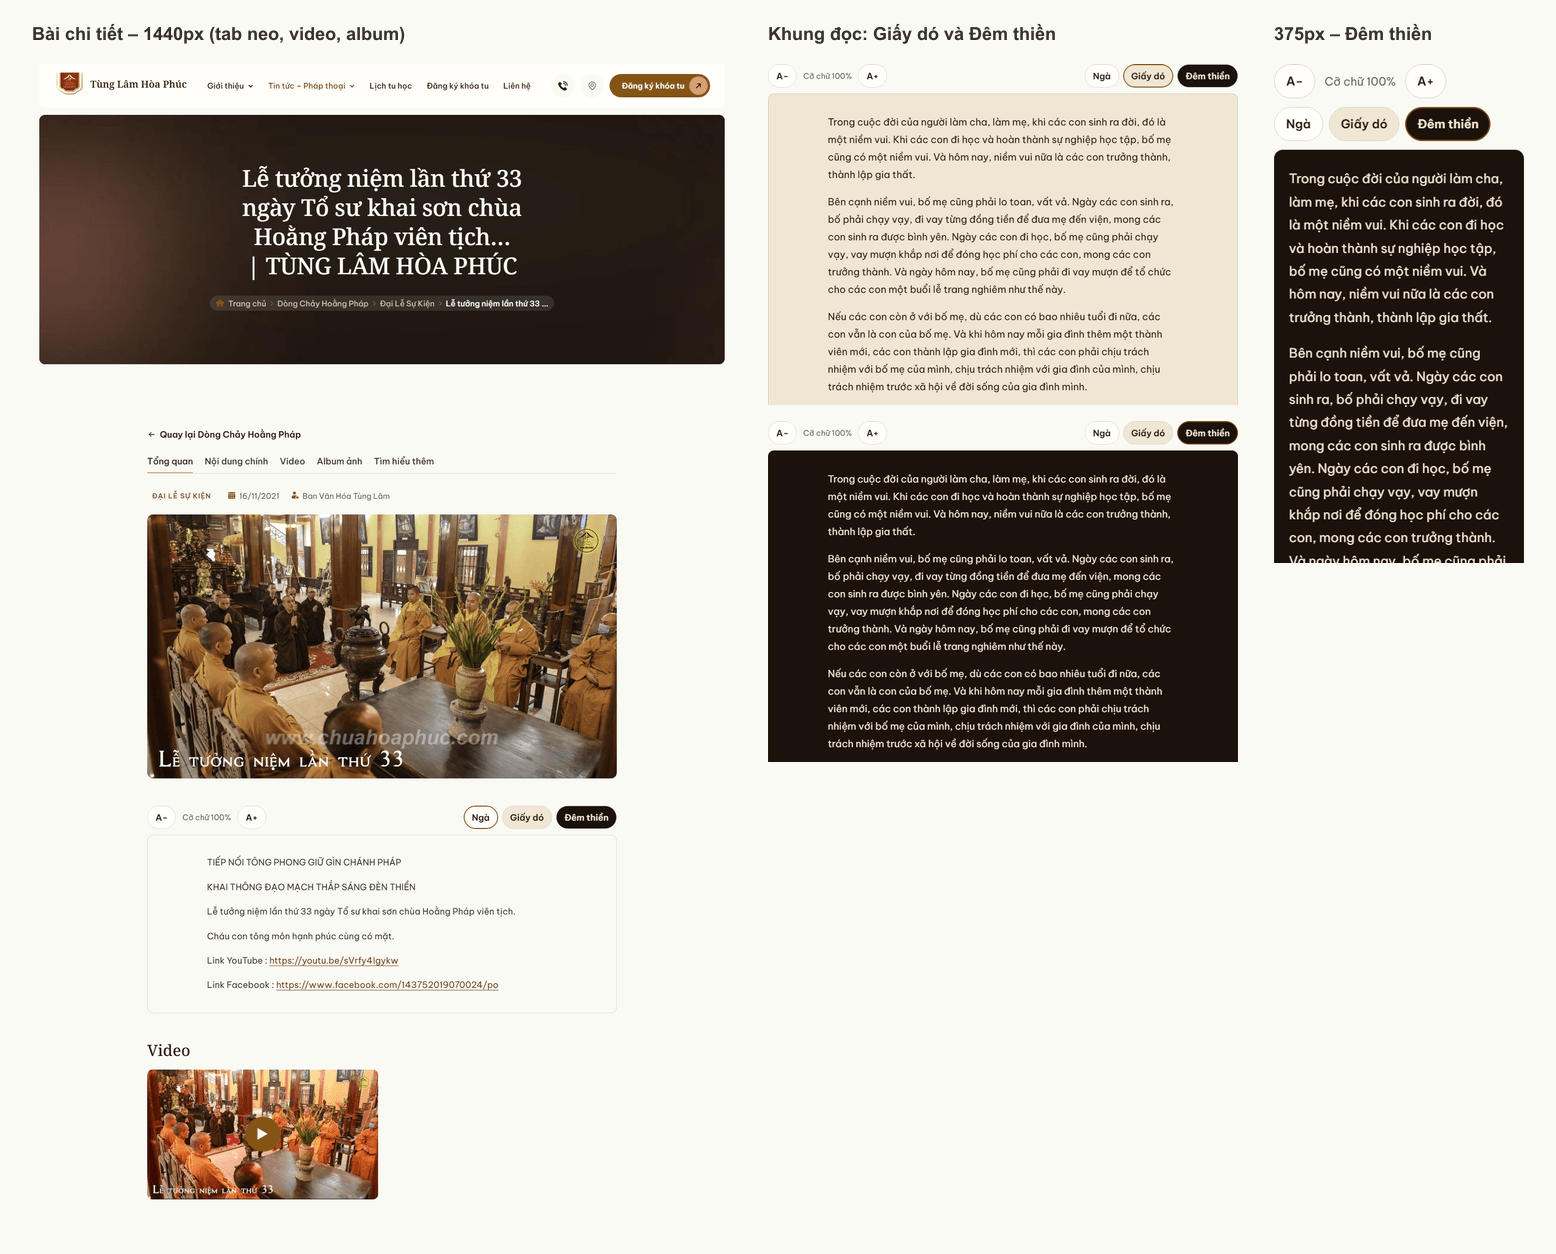 Bài chi tiết – 1440px (tab neo, video, album)
Tùng Lâm Hòa Phúc
Giới thiệu
Tin tức – Pháp thoại
Lịch tu học
Đăng ký khóa tu
Liên hệ
Đăng ký khóa tu
Lễ tưởng niệm lần thứ 33
ngày Tổ sư khai sơn chùa
Hoằng Pháp viên tịch...
| TÙNG LÂM HÒA PHÚC
Trang chủ > Dòng Chảy Hoằng Pháp > Đại Lễ Sự Kiện > Lễ tưởng niệm lần thứ 33 ...
← Quay lại Dòng Chảy Hoằng Pháp
Tổng quan
Nội dung chính
Video
Album ảnh
Tìm hiểu thêm
ĐẠI LỄ SỰ KIỆN
16/11/2021
Ban Văn Hóa Tùng Lâm
www.chuahoaphuc.com
Lễ tưởng niệm lần thứ 33
A−
Cỡ chữ 100%
A+
Ngà
Giấy dó
Đêm thiền
TIẾP NỐI TÔNG PHONG GIỮ GÌN CHÁNH PHÁP
KHAI THÔNG ĐẠO MẠCH THẮP SÁNG ĐÈN THIỀN
Lễ tưởng niệm lần thứ 33 ngày Tổ sư khai sơn chùa Hoằng Pháp viên tịch.
Cháu con tông môn hạnh phúc cùng có mặt.
Link YouTube : https://youtu.be/sVrfy4lgykw
Link Facebook : https://www.facebook.com/143752019070024/po
Video
Lễ tưởng niệm lần thứ 33
Khung đọc: Giấy dó và Đêm thiền
A−
Cỡ chữ 100%
A+
Ngà
Giấy dó
Đêm thiền
Trong cuộc đời của người làm cha, làm mẹ, khi các con sinh ra đời, đó là
một niềm vui. Khi các con đi học và hoàn thành sự nghiệp học tập, bố mẹ
cũng có một niềm vui. Và hôm nay, niềm vui nữa là các con trưởng thành,
thành lập gia thất.
Bên cạnh niềm vui, bố mẹ cũng phải lo toan, vất vả. Ngày các con sinh ra,
bố phải chạy vạy, đi vay từng đồng tiền để đưa mẹ đến viện, mong các
con sinh ra được bình yên. Ngày các con đi học, bố mẹ cũng phải chạy
vạy, vay mượn khắp nơi để đóng học phí cho các con, mong các con
trưởng thành. Và ngày hôm nay, bố mẹ cũng phải đi vay mượn để tổ chức
cho các con một buổi lễ trang nghiêm như thế này.
Nếu các con còn ở với bố mẹ, dù các con có bao nhiêu tuổi đi nữa, các
con vẫn là con của bố mẹ. Và khi hôm nay mỗi gia đình thêm một thành
viên mới, các con thành lập gia đình mới, thì các con phải chịu trách
nhiệm với bố mẹ của mình, chịu trách nhiệm với gia đình của mình, chịu
trách nhiệm trước xã hội về đời sống của gia đình mình.
A−
Cỡ chữ 100%
A+
Ngà
Giấy dó
Đêm thiền
Trong cuộc đời của người làm cha, làm mẹ, khi các con sinh ra đời, đó là
một niềm vui. Khi các con đi học và hoàn thành sự nghiệp học tập, bố mẹ
cũng có một niềm vui. Và hôm nay, niềm vui nữa là các con trưởng thành,
thành lập gia thất.
Bên cạnh niềm vui, bố mẹ cũng phải lo toan, vất vả. Ngày các con sinh ra,
bố phải chạy vạy, đi vay từng đồng tiền để đưa mẹ đến viện, mong các
con sinh ra được bình yên. Ngày các con đi học, bố mẹ cũng phải chạy
vạy, vay mượn khắp nơi để đóng học phí cho các con, mong các con
trưởng thành. Và ngày hôm nay, bố mẹ cũng phải đi vay mượn để tổ chức
cho các con một buổi lễ trang nghiêm như thế này.
Nếu các con còn ở với bố mẹ, dù các con có bao nhiêu tuổi đi nữa, các
con vẫn là con của bố mẹ. Và khi hôm nay mỗi gia đình thêm một thành
viên mới, các con thành lập gia đình mới, thì các con phải chịu trách
nhiệm với bố mẹ của mình, chịu trách nhiệm với gia đình của mình, chịu
trách nhiệm trước xã hội về đời sống của gia đình mình.
375px – Đêm thiền
A−
Cỡ chữ 100%
A+
Ngà
Giấy dó
Đêm thiền
Trong cuộc đời của người làm cha,
làm mẹ, khi các con sinh ra đời, đó
là một niềm vui. Khi các con đi học
và hoàn thành sự nghiệp học tập,
bố mẹ cũng có một niềm vui. Và
hôm nay, niềm vui nữa là các con
trưởng thành, thành lập gia thất.
Bên cạnh niềm vui, bố mẹ cũng
phải lo toan, vất vả. Ngày các con
sinh ra, bố phải chạy vạy, đi vay
từng đồng tiền để đưa mẹ đến viện,
mong các con sinh ra được bình
yên. Ngày các con đi học, bố mẹ
cũng phải chạy vạy, vay mượn
khắp nơi để đóng học phí cho các
con, mong các con trưởng thành.
Và ngày hôm nay, bố mẹ cũng phải